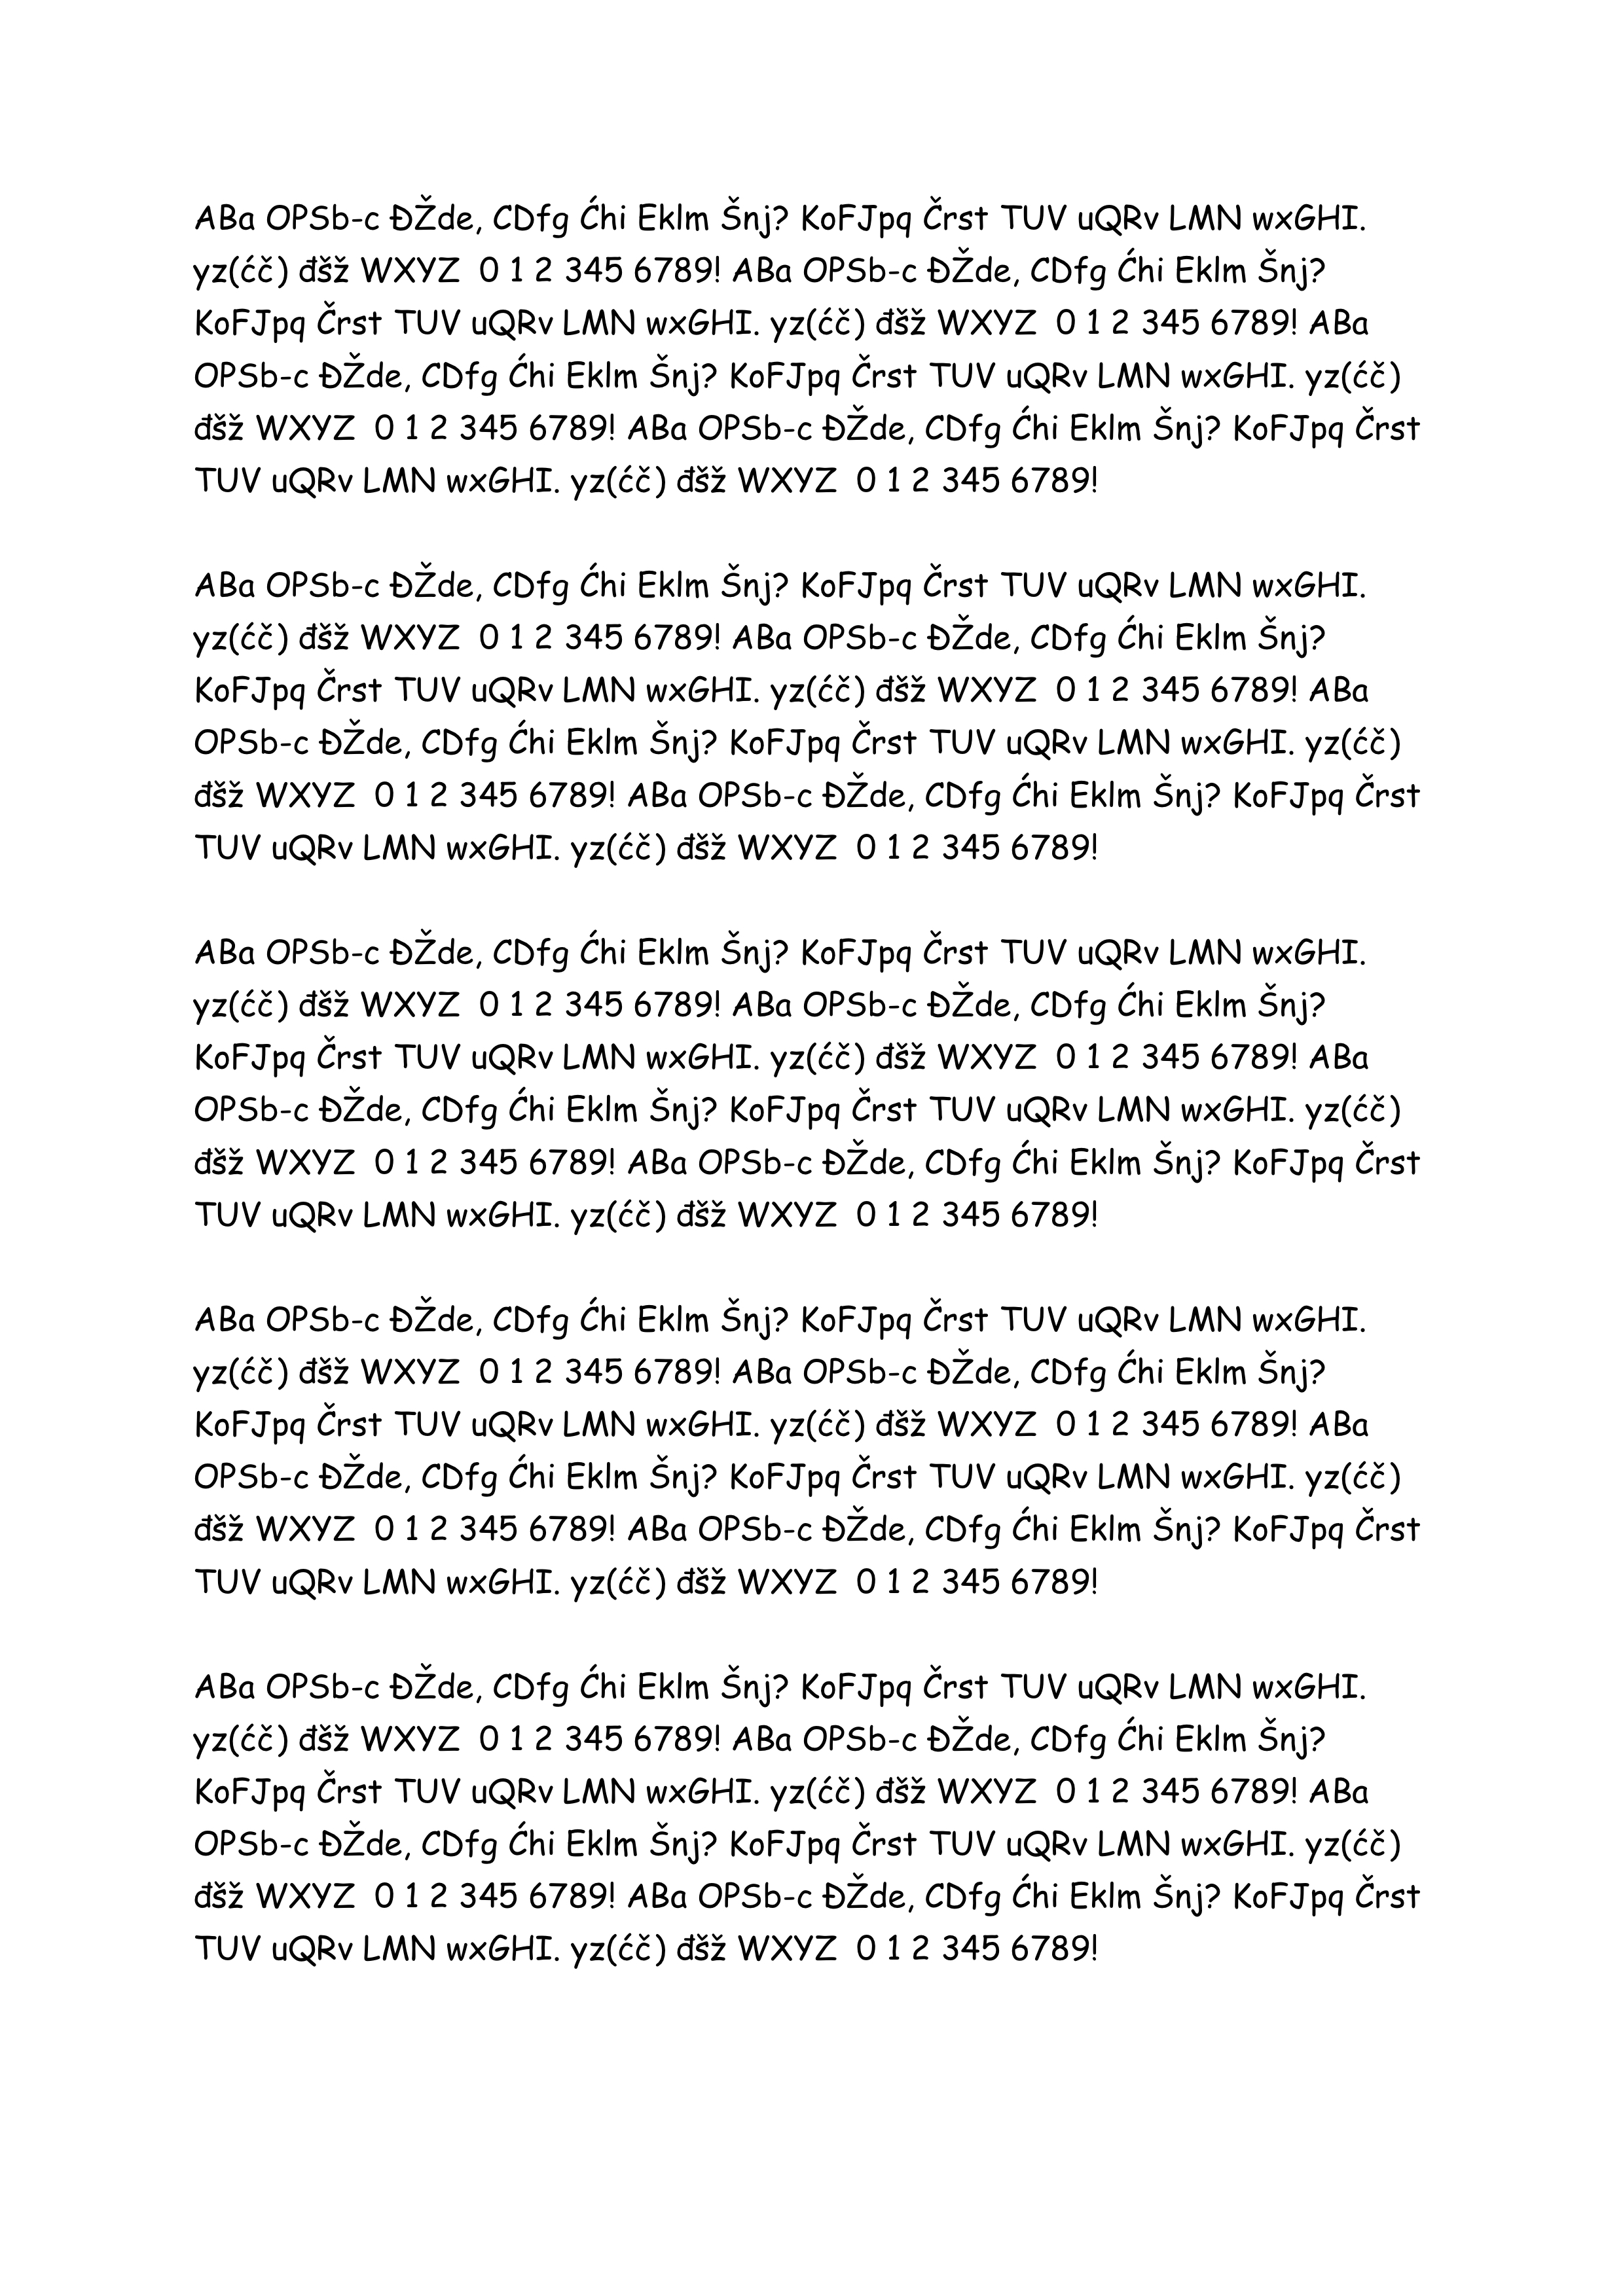 ABa OPSb-c ĐŽde, CDfg Ćhi Eklm Šnj? KoFJpq Črst TUV uQRv LMN wxGHI.
yz(ćč) đšž WXYZ  0 1 2 345 6789! ABa OPSb-c ĐŽde, CDfg Ćhi Eklm Šnj?
KoFJpq Črst TUV uQRv LMN wxGHI. yz(ćč) đšž WXYZ  0 1 2 345 6789! ABa
OPSb-c ĐŽde, CDfg Ćhi Eklm Šnj? KoFJpq Črst TUV uQRv LMN wxGHI. yz(ćč)
đšž WXYZ  0 1 2 345 6789! ABa OPSb-c ĐŽde, CDfg Ćhi Eklm Šnj? KoFJpq Črst
TUV uQRv LMN wxGHI. yz(ćč) đšž WXYZ  0 1 2 345 6789!

ABa OPSb-c ĐŽde, CDfg Ćhi Eklm Šnj? KoFJpq Črst TUV uQRv LMN wxGHI.
yz(ćč) đšž WXYZ  0 1 2 345 6789! ABa OPSb-c ĐŽde, CDfg Ćhi Eklm Šnj?
KoFJpq Črst TUV uQRv LMN wxGHI. yz(ćč) đšž WXYZ  0 1 2 345 6789! ABa
OPSb-c ĐŽde, CDfg Ćhi Eklm Šnj? KoFJpq Črst TUV uQRv LMN wxGHI. yz(ćč)
đšž WXYZ  0 1 2 345 6789! ABa OPSb-c ĐŽde, CDfg Ćhi Eklm Šnj? KoFJpq Črst
TUV uQRv LMN wxGHI. yz(ćč) đšž WXYZ  0 1 2 345 6789!

ABa OPSb-c ĐŽde, CDfg Ćhi Eklm Šnj? KoFJpq Črst TUV uQRv LMN wxGHI.
yz(ćč) đšž WXYZ  0 1 2 345 6789! ABa OPSb-c ĐŽde, CDfg Ćhi Eklm Šnj?
KoFJpq Črst TUV uQRv LMN wxGHI. yz(ćč) đšž WXYZ  0 1 2 345 6789! ABa
OPSb-c ĐŽde, CDfg Ćhi Eklm Šnj? KoFJpq Črst TUV uQRv LMN wxGHI. yz(ćč)
đšž WXYZ  0 1 2 345 6789! ABa OPSb-c ĐŽde, CDfg Ćhi Eklm Šnj? KoFJpq Črst
TUV uQRv LMN wxGHI. yz(ćč) đšž WXYZ  0 1 2 345 6789!

ABa OPSb-c ĐŽde, CDfg Ćhi Eklm Šnj? KoFJpq Črst TUV uQRv LMN wxGHI.
yz(ćč) đšž WXYZ  0 1 2 345 6789! ABa OPSb-c ĐŽde, CDfg Ćhi Eklm Šnj?
KoFJpq Črst TUV uQRv LMN wxGHI. yz(ćč) đšž WXYZ  0 1 2 345 6789! ABa
OPSb-c ĐŽde, CDfg Ćhi Eklm Šnj? KoFJpq Črst TUV uQRv LMN wxGHI. yz(ćč)
đšž WXYZ  0 1 2 345 6789! ABa OPSb-c ĐŽde, CDfg Ćhi Eklm Šnj? KoFJpq Črst
TUV uQRv LMN wxGHI. yz(ćč) đšž WXYZ  0 1 2 345 6789!

ABa OPSb-c ĐŽde, CDfg Ćhi Eklm Šnj? KoFJpq Črst TUV uQRv LMN wxGHI.
yz(ćč) đšž WXYZ  0 1 2 345 6789! ABa OPSb-c ĐŽde, CDfg Ćhi Eklm Šnj?
KoFJpq Črst TUV uQRv LMN wxGHI. yz(ćč) đšž WXYZ  0 1 2 345 6789! ABa
OPSb-c ĐŽde, CDfg Ćhi Eklm Šnj? KoFJpq Črst TUV uQRv LMN wxGHI. yz(ćč)
đšž WXYZ  0 1 2 345 6789! ABa OPSb-c ĐŽde, CDfg Ćhi Eklm Šnj? KoFJpq Črst
TUV uQRv LMN wxGHI. yz(ćč) đšž WXYZ  0 1 2 345 6789!